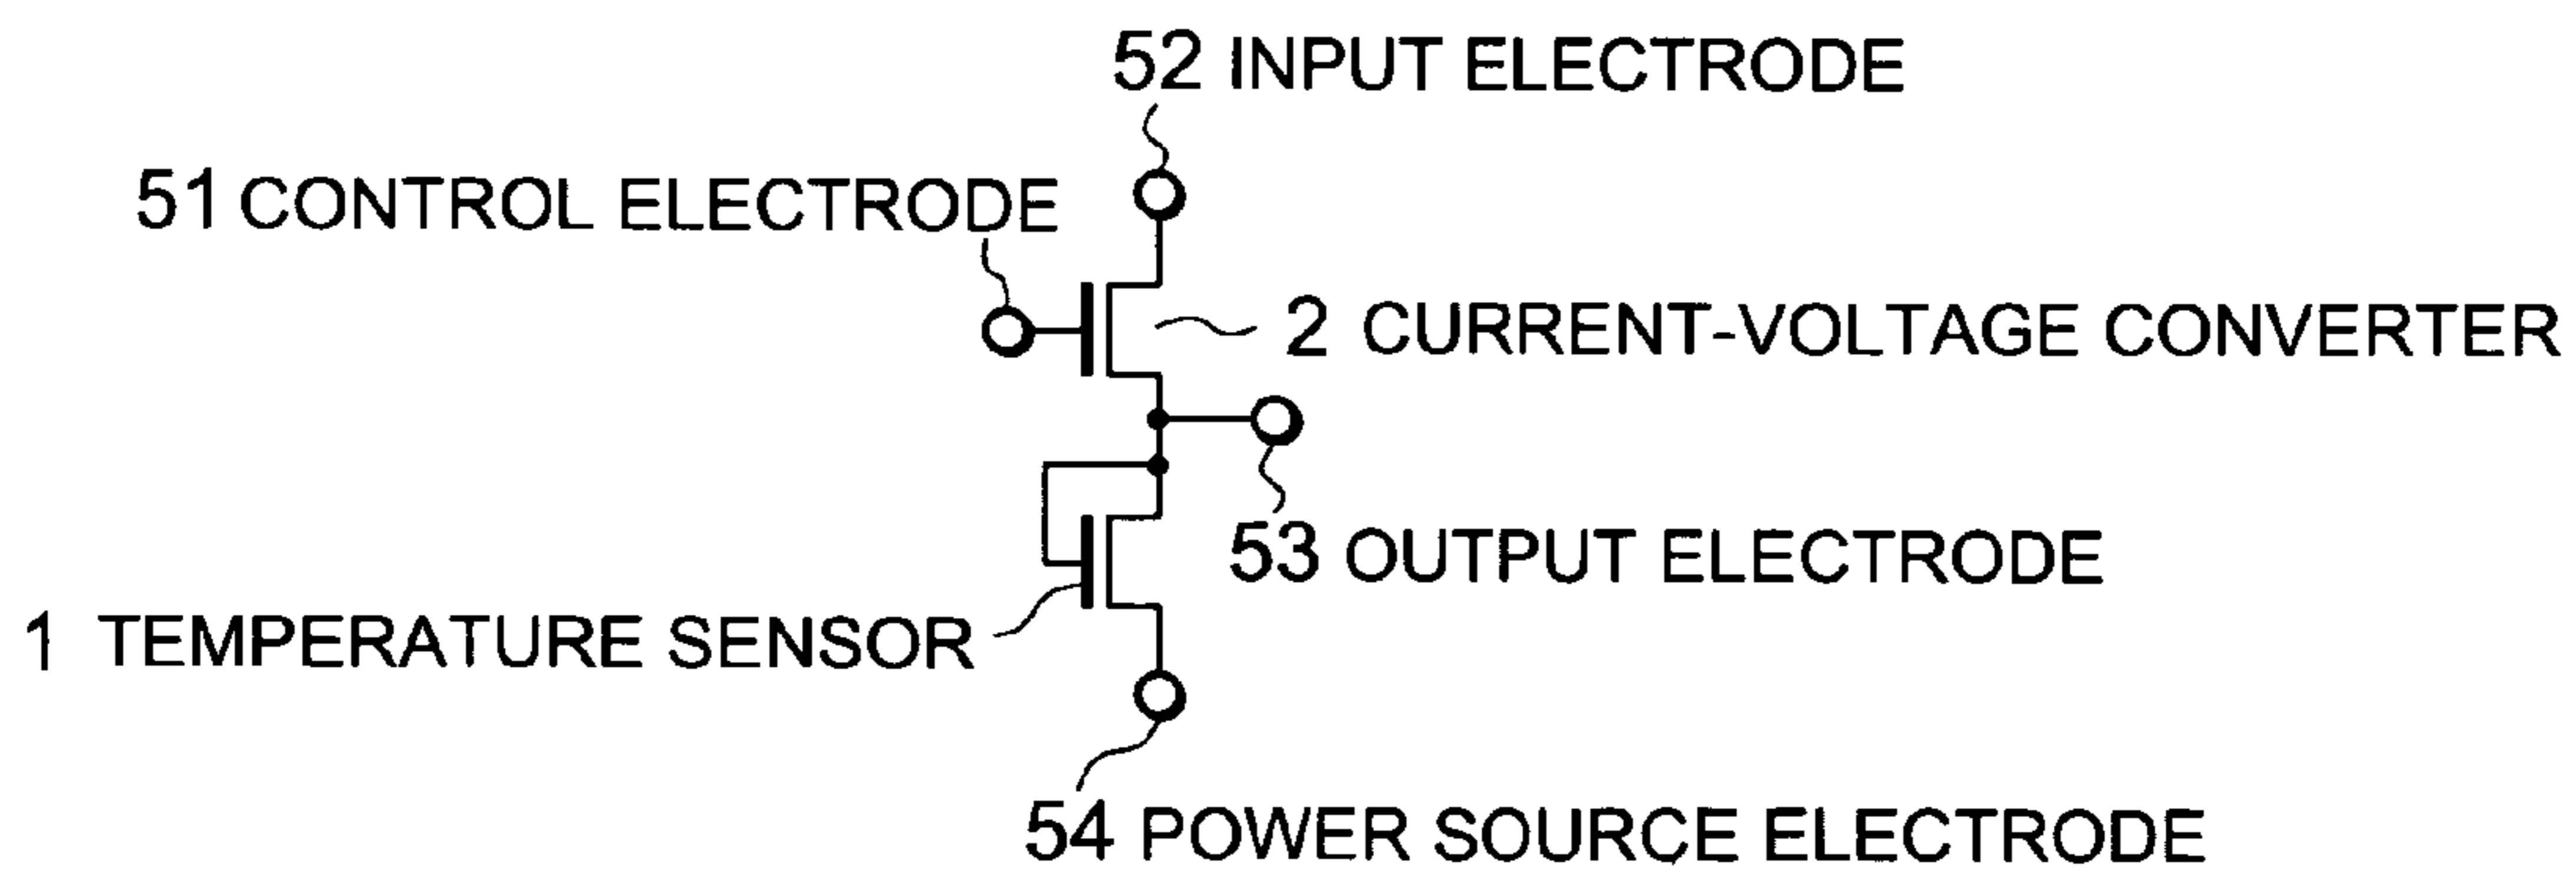 52 INPUT ELECTRODE
51 CONTROL ELECTRODE
2 CURRENT-VOLTAGE CONVERTER
53 OUTPUT ELECTRODE
1 TEMPERATURE SENSOR
54 POWER SOURCE ELECTRODE